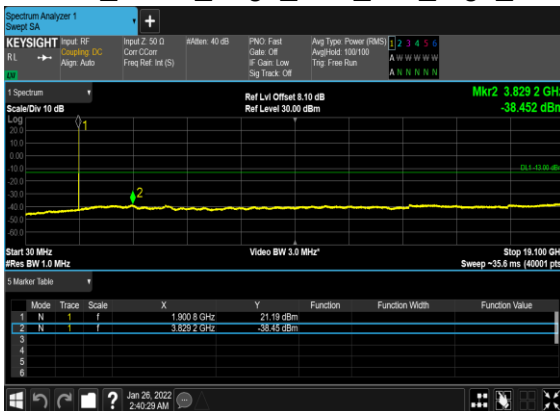 Spectrum Analyzer 1
Swept SA
KEYSIGHT Input: RF Input Z: 50 Ω #Atten: 40 dB PNO: Fast Avg Type: Power (RMS) 1 2 3 4 5 6
RL Coupling: DC Corr CCorr Gate: Off Avg|Hold: 100/100 A W W W W W
Align: Auto Freq Ref: Int (S) IF Gain: Low Trig: Free Run
Sig Track: Off A N N N N N
1 Spectrum Ref Lvl Offset 8.10 dB Mkr2 3.829 2 GHz
Scale/Div 10 dB Ref Level 30.00 dBm -38.452 dBm
Log
20.0 1
10.0
0.00
-10.0 DL1 -13.00 dBm
-20.0
-30.0 2
-40.0
-50.0
-60.0
Start 30 MHz Video BW 3.0 MHz* Stop 19.100 GHz
#Res BW 1.0 MHz Sweep ~35.6 ms (40001 pts)
5 Marker Table
Mode Trace Scale X Y Function Function Width Function Value
1 N 1 f 1.900 8 GHz 21.19 dBm
2 N 1 f 3.829 2 GHz -38.45 dBm
3
4
5
6
? Jan 26, 2022
2:40:29 AM